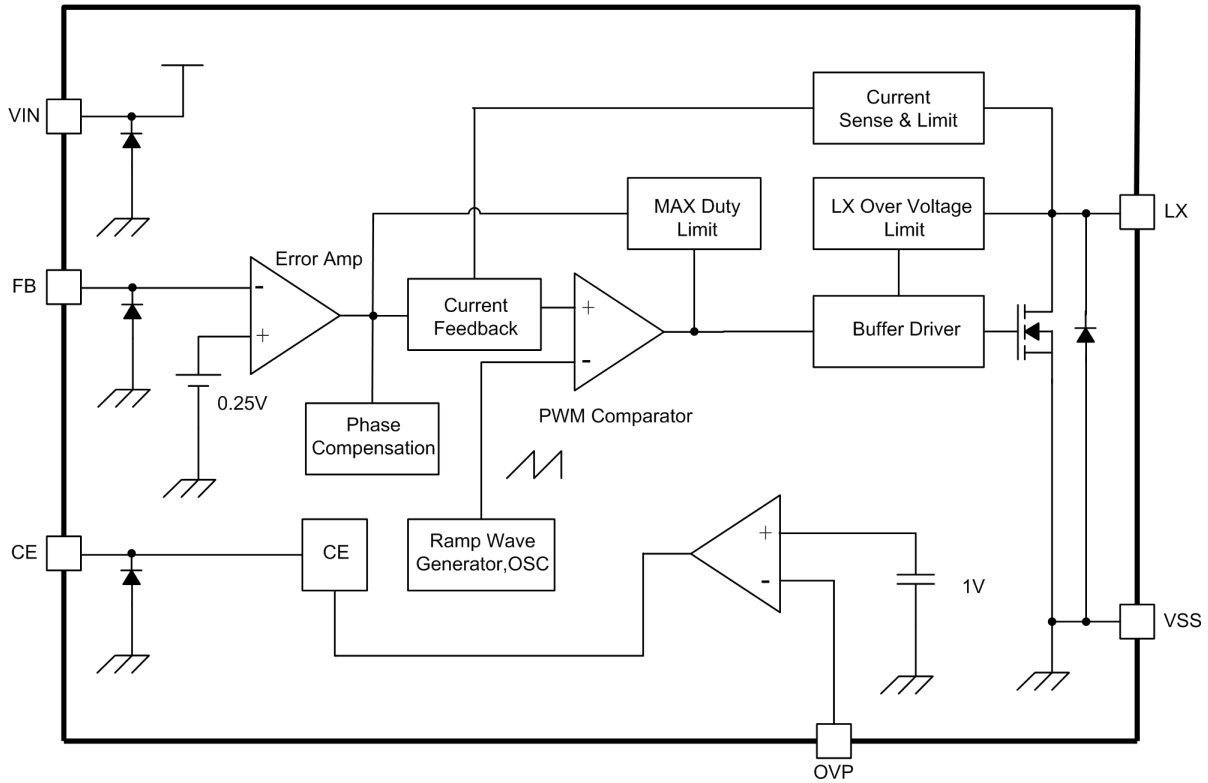 Current
Sense & Limit
VIN
MAX Duty
Limit
LX Over Voltage
Limit
LX
Error Amp
FB
-
+
Current
Feedback
+
-
Buffer Driver
0.25V
PWM Comparator
Phase
Compensation
CE
CE
Ramp Wave
Generator,OSC
+
-
1V
VSS
OVP